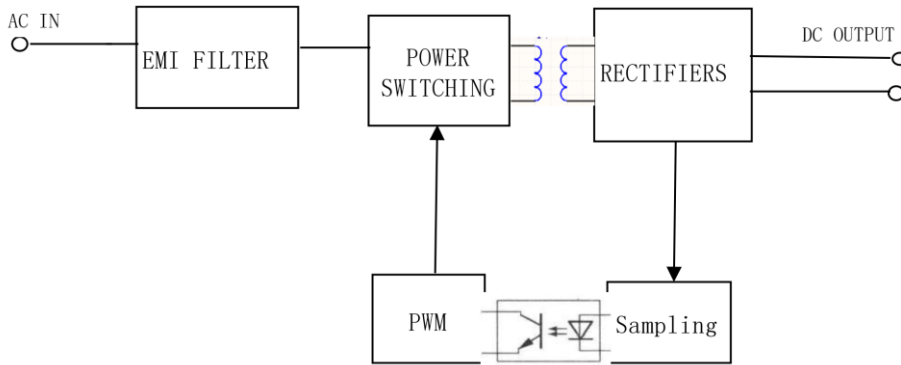 AC IN
DC OUTPUT
EMI FILTER
POWER
SWITCHING
RECTIFIERS
PWM
Sampling